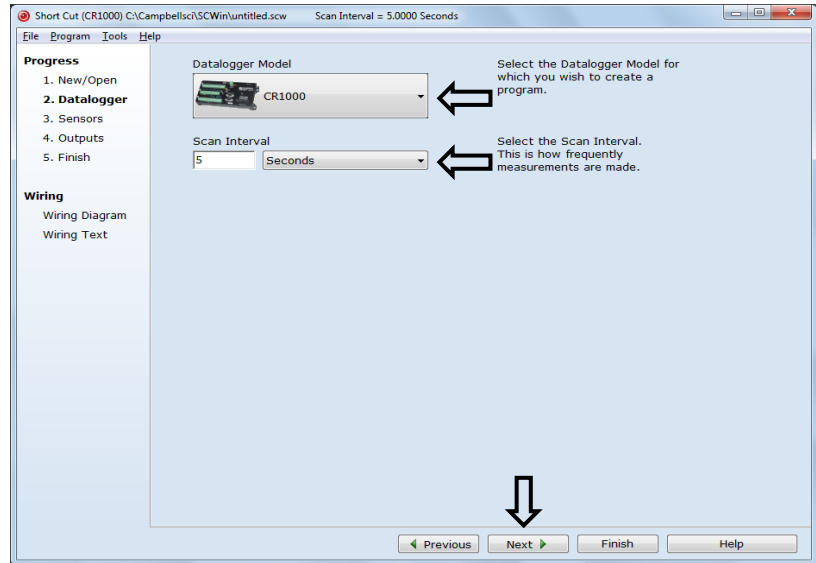 Short Cut (CR1000) C:\Campbellsci\SCWin\untitled.scw Scan Interval = 5.0000 Seconds
File Program Tools Help
Progress
1. New/Open
2. Datalogger
3. Sensors
4. Outputs
5. Finish
Wiring
Wiring Diagram
Wiring Text
Datalogger Model
CR1000
Select the Datalogger Model for
which you wish to create a
program.
Scan Interval
5 Seconds
Select the Scan Interval.
This is how frequently
measurements are made.
Previous Next Finish Help